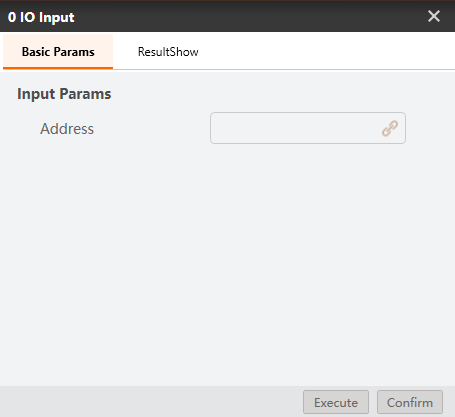 0 IO Input
Basic Params ResultShow
Input Params
Address
Execute Confirm